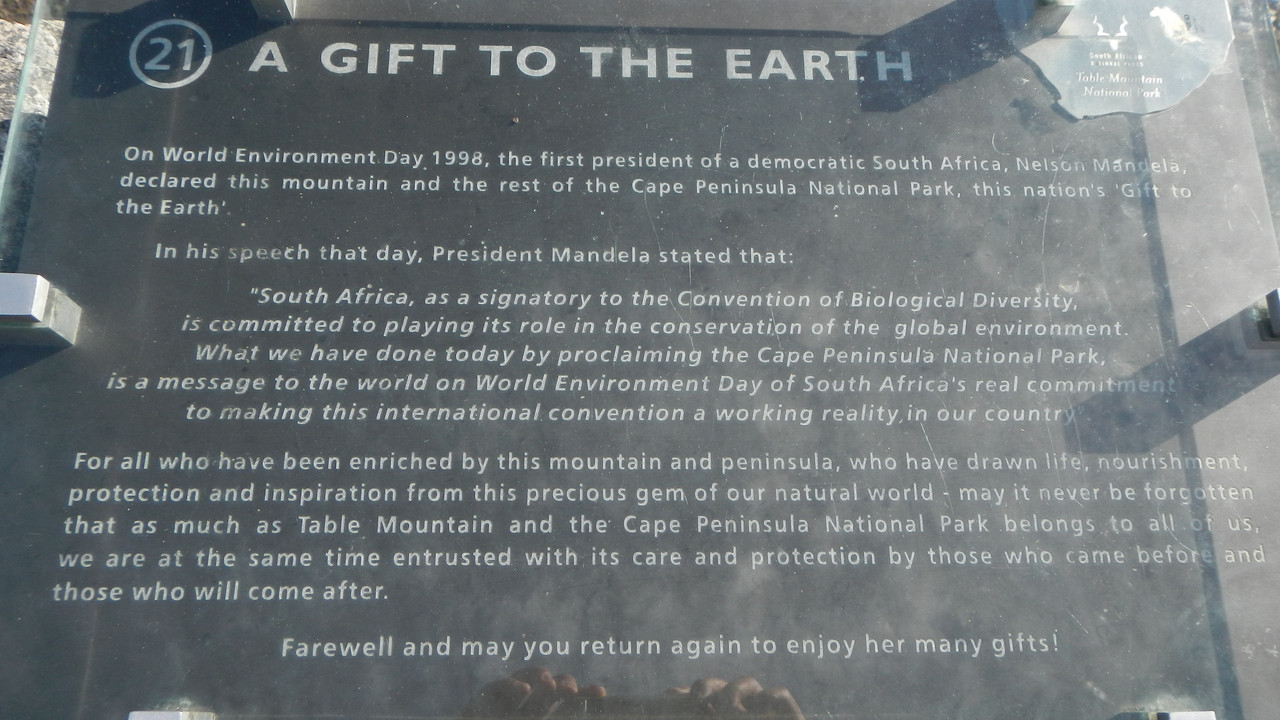 21 A GIFT TO THE EARTH
South African
Table Mountain
National Park
On World Environment Day 1998, the first president of a democratic South Africa, Nelson Mandela,
declared this mountain and the rest of the Cape Peninsula National Park, this nation's 'Gift to
the Earth'.
In his speech that day, President Mandela stated that:
"South Africa, as a signatory to the Convention of Biological Diversity,
is committed to playing its role in the conservation of the global environment.
What we have done today by proclaiming the Cape Peninsula National Park,
is a message to the world on World Environment Day of South Africa's real commitment
to making this international convention a working reality in our country"
For all who have been enriched by this mountain and peninsula, who have drawn life, nourishment,
protection and inspiration from this precious gem of our natural world - may it never be forgotten
that as much as Table Mountain and the Cape Peninsula National Park belongs to all of us,
we are at the same time entrusted with its care and protection by those who came before and
those who will come after.
Farewell and may you return again to enjoy her many gifts!